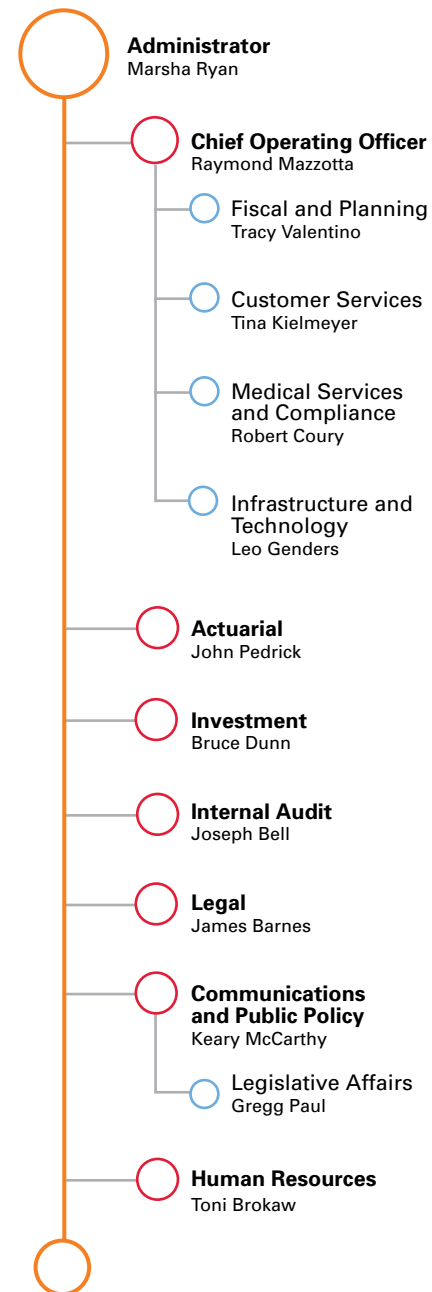 Administrator
Marsha Ryan
Chief Operating Officer
Raymond Mazzotta
Fiscal and Planning
Tracy Valentino
Customer Services
Tina Kielmeyer
Medical Services
and Compliance
Robert Coury
Infrastructure and
Technology
Leo Genders
Actuarial
John Pedrick
Investment
Bruce Dunn
Internal Audit
Joseph Bell
Legal
James Barnes
Communications
and Public Policy
Keary McCarthy
Legislative Affairs
Gregg Paul
Human Resources
Toni Brokaw